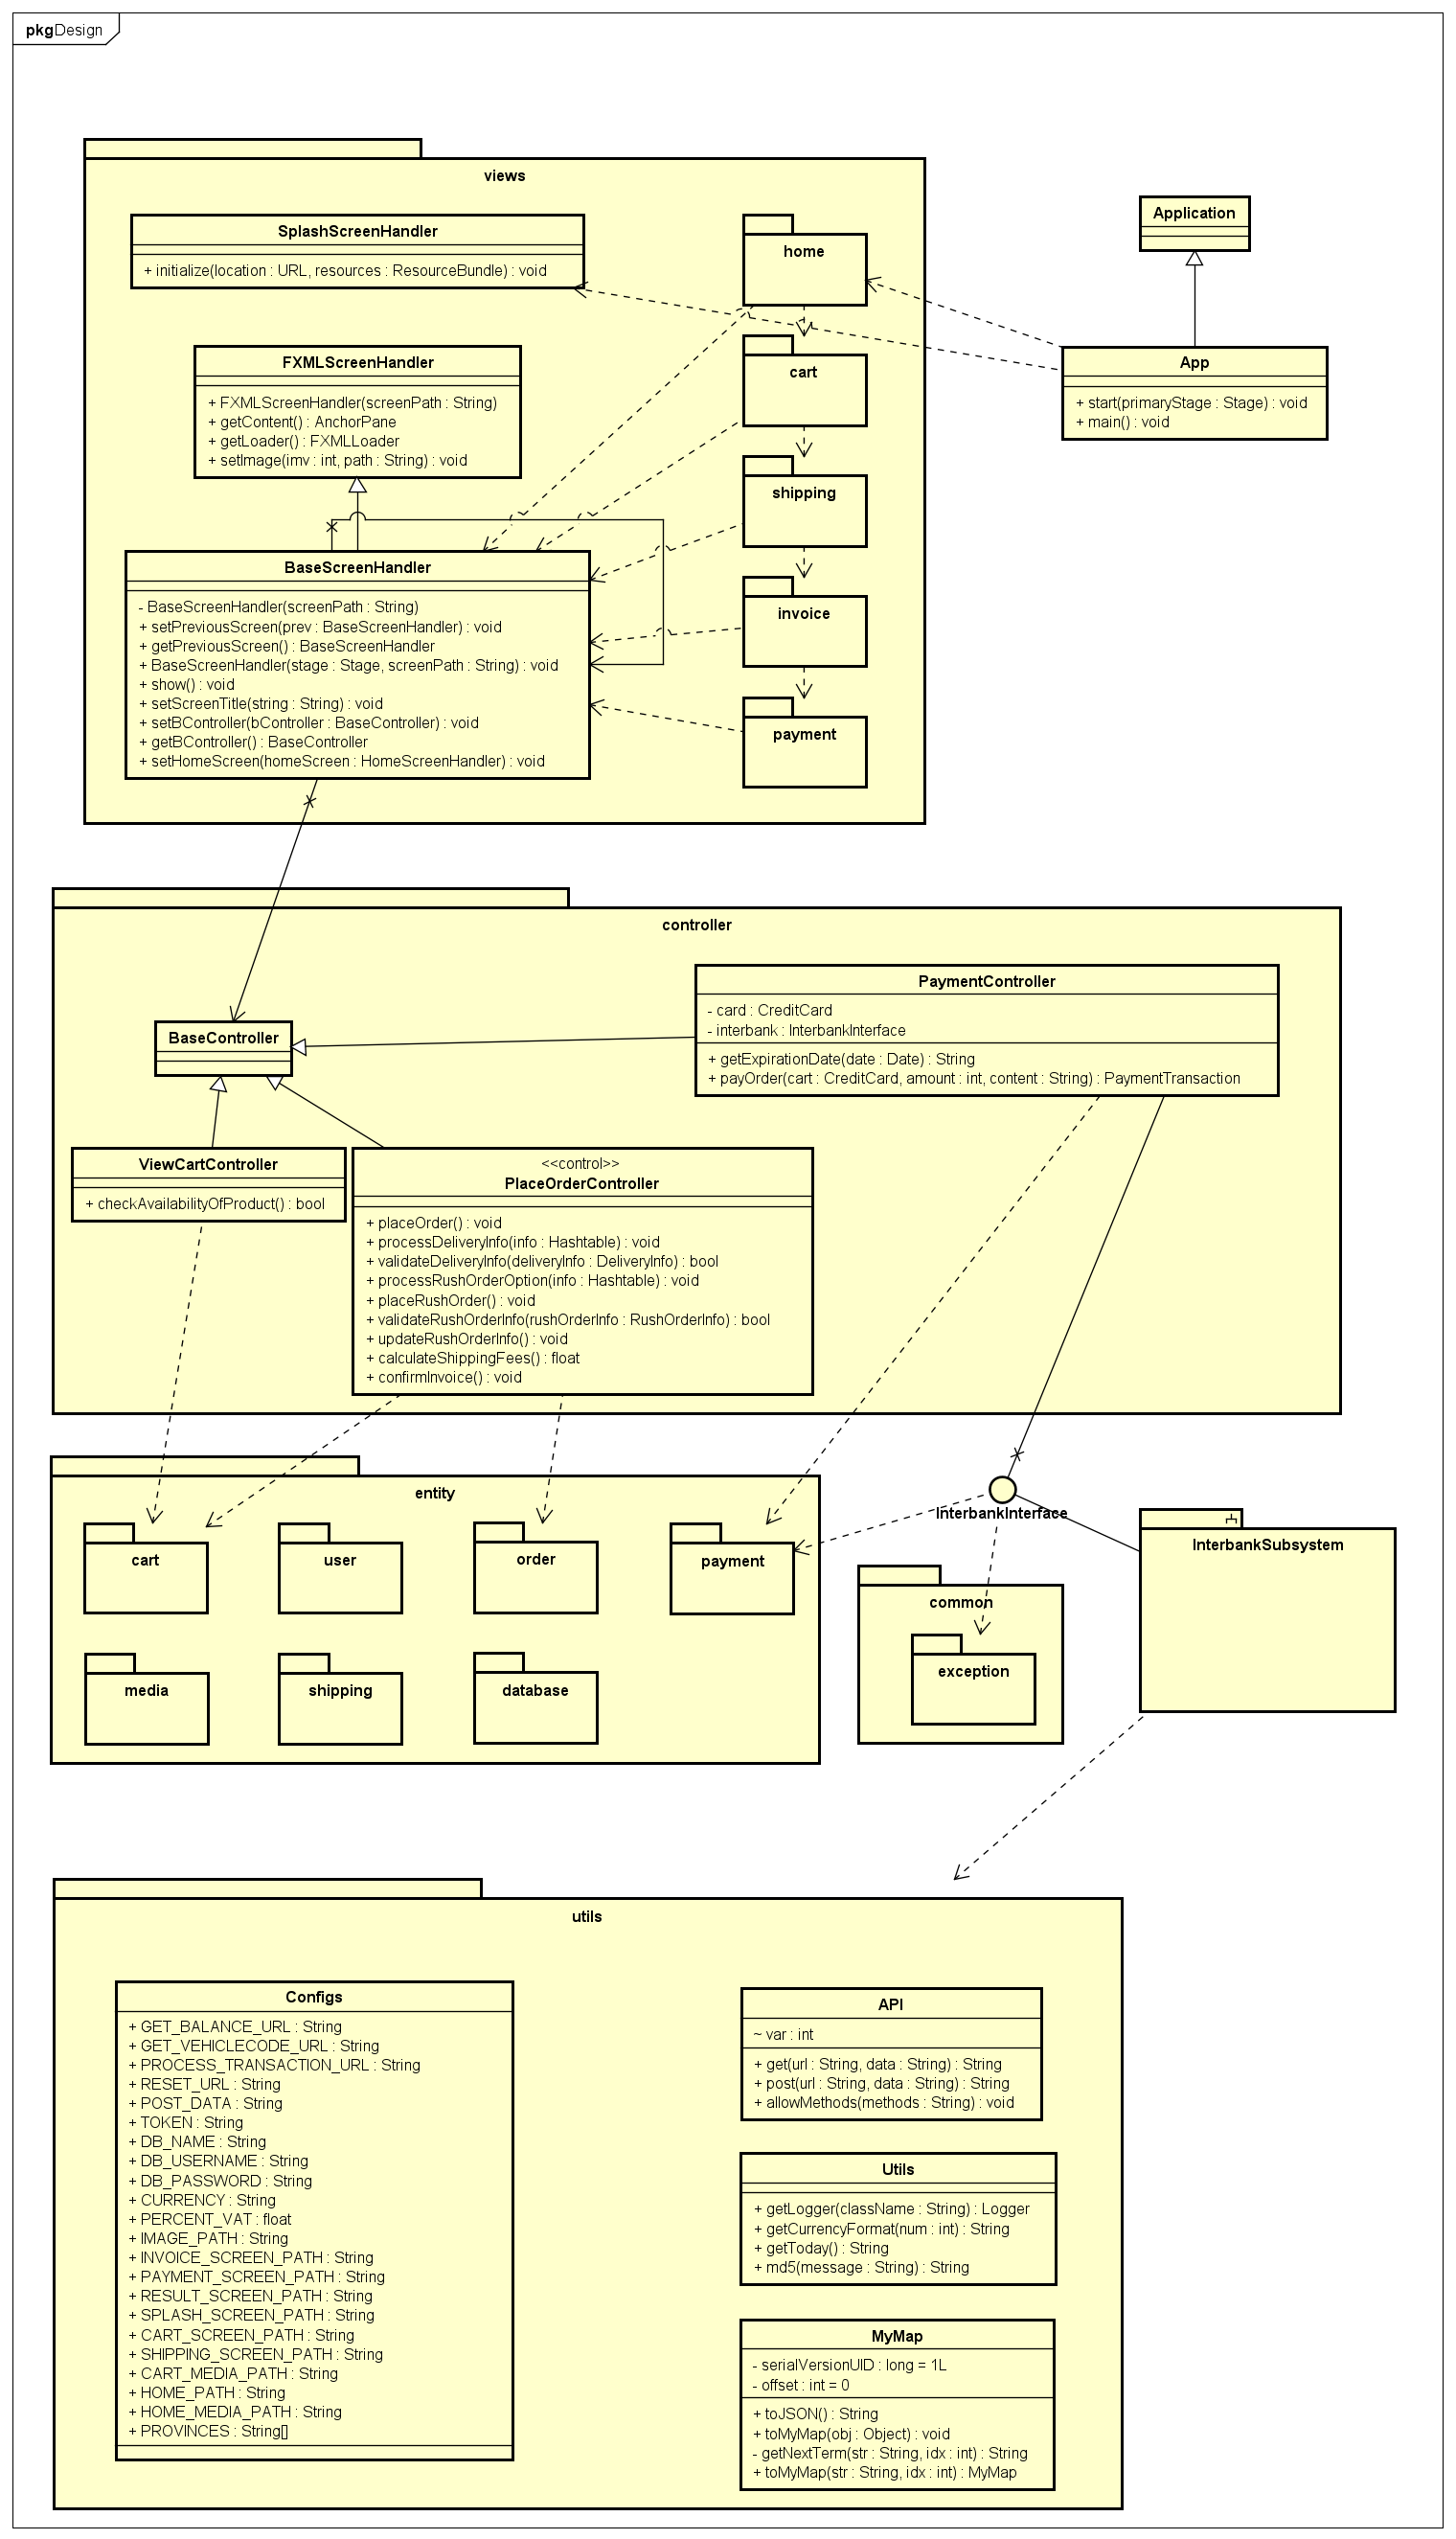 pkg Design
views
SplashScreenHandler
+ initialize(location : URL, resources : ResourceBundle) : void
FXMLScreenHandler
+ FXMLScreenHandler(screenPath : String)
+ getContent() : AnchorPane
+ getLoader() : FXMLLoader
+ setImage(imv : int, path : String) : void
BaseScreenHandler
- BaseScreenHandler(screenPath : String)
+ setPreviousScreen(prev : BaseScreenHandler) : void
+ getPreviousScreen() : BaseScreenHandler
+ BaseScreenHandler(stage : Stage, screenPath : String) : void
+ show() : void
+ setScreenTitle(string : String) : void
+ setBController(bController : BaseController) : void
+ getBController() : BaseController
+ setHomeScreen(homeScreen : HomeScreenHandler) : void
home
cart
shipping
invoice
payment
Application
App
+ start(primaryStage : Stage) : void
+ main() : void
controller
BaseController
PaymentController
- card : CreditCard
- interbank : InterbankInterface
+ getExpirationDate(date : Date) : String
+ payOrder(cart : CreditCard, amount : int, content : String) : PaymentTransaction
ViewCartController
+ checkAvailabilityOfProduct() : bool
<<control>>
PlaceOrderController
+ placeOrder() : void
+ processDeliveryInfo(info : Hashtable) : void
+ validateDeliveryInfo(deliveryInfo : DeliveryInfo) : bool
+ processRushOrderOption(info : Hashtable) : void
+ placeRushOrder() : void
+ validateRushOrderInfo(rushOrderInfo : RushOrderInfo) : bool
+ updateRushOrderInfo() : void
+ calculateShippingFees() : float
+ confirmInvoice() : void
entity
cart
user
order
payment
media
shipping
database
InterbankInterface
common
exception
InterbankSubsystem
utils
Configs
+ GET_BALANCE_URL : String
+ GET_VEHICLECODE_URL : String
+ PROCESS_TRANSACTION_URL : String
+ RESET_URL : String
+ POST_DATA : String
+ TOKEN : String
+ DB_NAME : String
+ DB_USERNAME : String
+ DB_PASSWORD : String
+ CURRENCY : String
+ PERCENT_VAT : float
+ IMAGE_PATH : String
+ INVOICE_SCREEN_PATH : String
+ PAYMENT_SCREEN_PATH : String
+ RESULT_SCREEN_PATH : String
+ SPLASH_SCREEN_PATH : String
+ CART_SCREEN_PATH : String
+ SHIPPING_SCREEN_PATH : String
+ CART_MEDIA_PATH : String
+ HOME_PATH : String
+ HOME_MEDIA_PATH : String
+ PROVINCES : String[]
API
~ var : int
+ get(url : String, data : String) : String
+ post(url : String, data : String) : String
+ allowMethods(methods : String) : void
Utils
+ getLogger(className : String) : Logger
+ getCurrencyFormat(num : int) : String
+ getToday() : String
+ md5(message : String) : String
MyMap
- serialVersionUID : long = 1L
- offset : int = 0
+ toJSON() : String
+ toMyMap(obj : Object) : void
- getNextTerm(str : String, idx : int) : String
+ toMyMap(str : String, idx : int) : MyMap